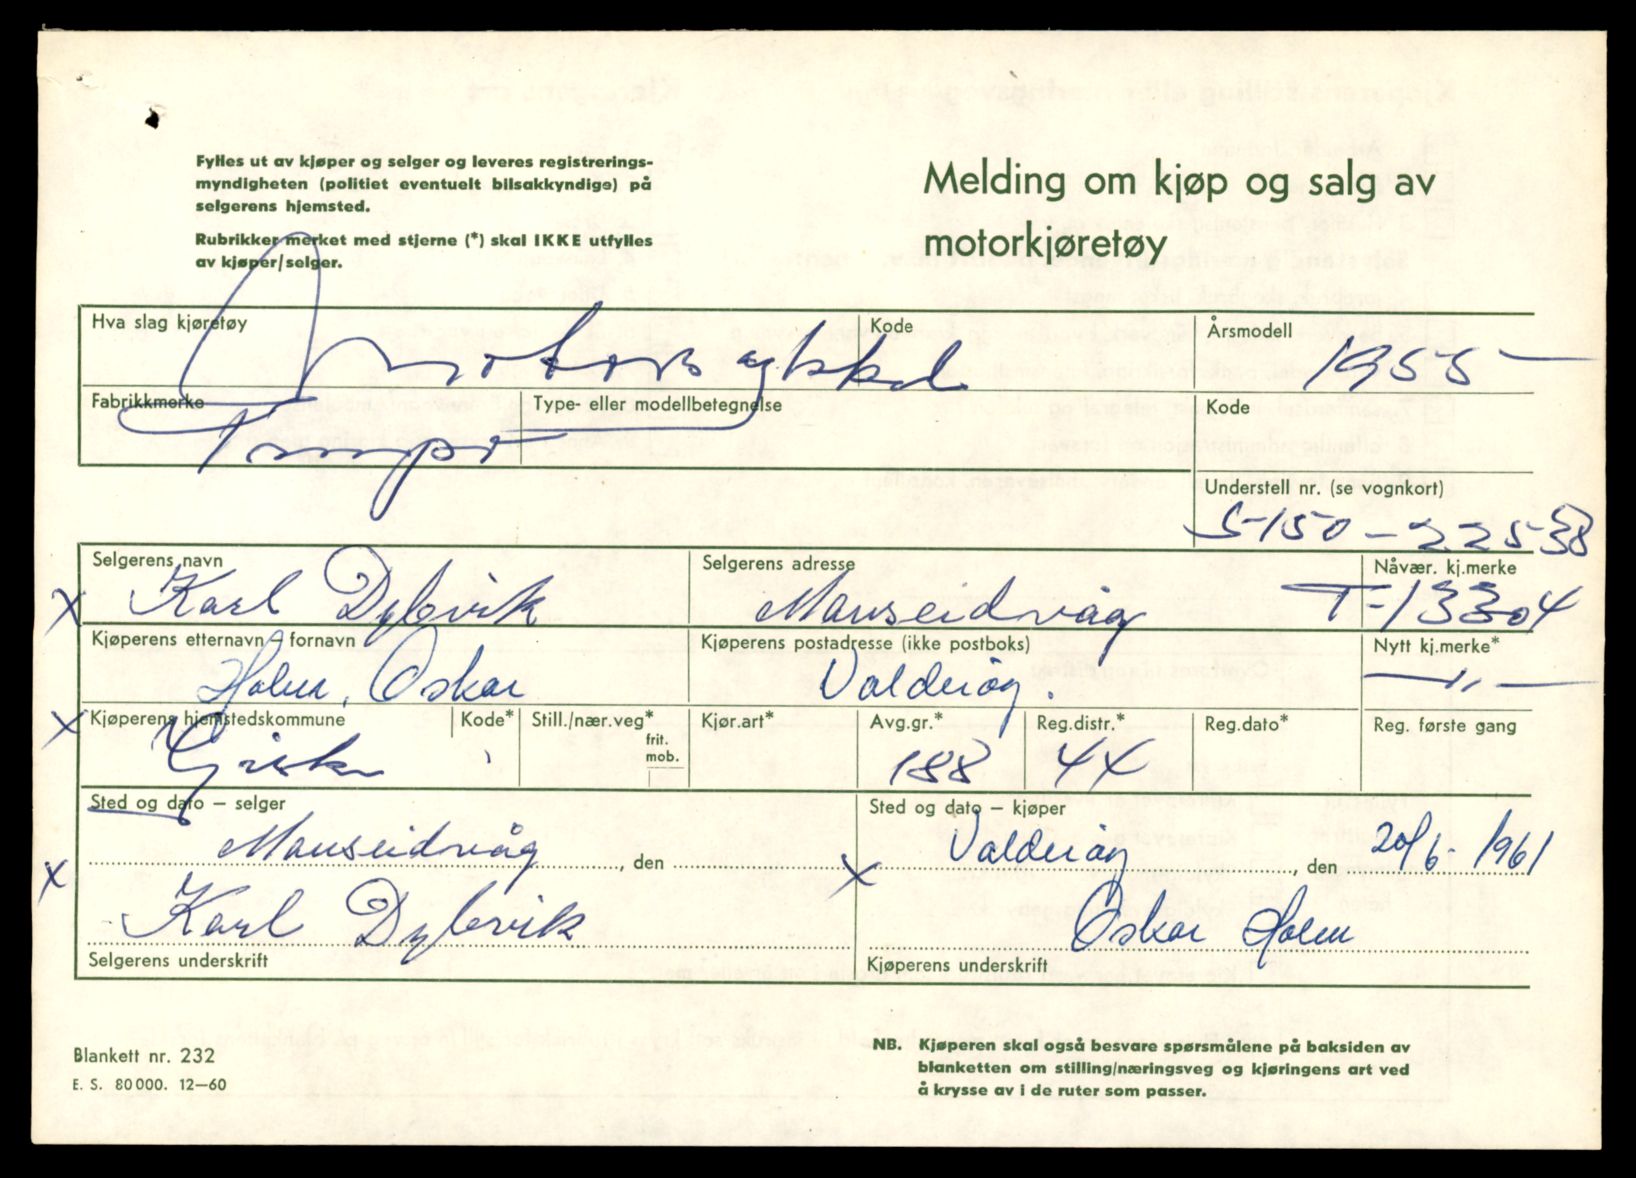 Fylles ut av kjøper og selger og leveres registrerings-
myndigheten (politiet eventuelt bilsakkyndige) på
selgerens hjemsted.
Rubrikker merket med stjerne (*) skal IKKE utfylles
av kjøper/selger.
Melding om kjøp og salg av
motorkjøretøy
Hva slag kjøretøy
Motorsykkel
Kode
Årsmodell
1955
Fabrikkmerke
Tempo
Type- eller modellbetegnelse
Kode
Understell nr. (se vognkort)
S-150-22538
Selgerens navn
Karl Dybvik
Selgerens adresse
Mauseidvåg
Nåvær. kj.merke
T-13304
Kjøperens etternavn, fornavn
Holm, Oskar
Kjøperens postadresse (ikke postboks)
Valderøy.
Nytt kj.merke*
—"—
Kjøperens hjemstedskommune
Giske
Kode*
Still./nær.veg*
frit.
mob.
Kjør.art*
Avg.gr.*
188
Reg.distr.*
44
Reg.dato*
Reg. første gang
Sted og dato — selger
Mauseidvåg, den
Sted og dato — kjøper
Valderøy, den 20/6-1961
Karl Dybvik
Selgerens underskrift
Oskar Holm
Kjøperens underskrift
Blankett nr. 232
E. S. 80000. 12—60
NB. Kjøperen skal også besvare spørsmålene på baksiden av
blanketten om stilling/næringsveg og kjøringens art ved
å krysse av i de ruter som passer.